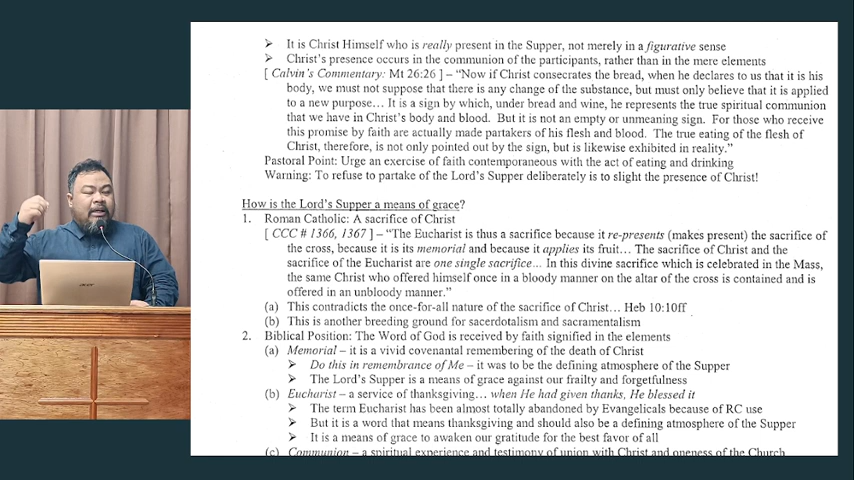 ➢ It is Christ Himself who is really present in the Supper, not merely in a figurative sense
➢ Christ's presence occurs in the communion of the participants, rather than in the mere elements
[ Calvin's Commentary: Mt 26:26 ] – "Now if Christ consecrates the bread, when he declares to us that it is his
body, we must not suppose that there is any change of the substance, but must only believe that it is applied
to a new purpose… It is a sign by which, under bread and wine, he represents the true spiritual communion
that we have in Christ's body and blood. But it is not an empty or unmeaning sign. For those who receive
this promise by faith are actually made partakers of his flesh and blood. The true eating of the flesh of
Christ, therefore, is not only pointed out by the sign, but is likewise exhibited in reality."
Pastoral Point: Urge an exercise of faith contemporaneous with the act of eating and drinking
Warning: To refuse to partake of the Lord's Supper deliberately is to slight the presence of Christ!
How is the Lord's Supper a means of grace?
1. Roman Catholic: A sacrifice of Christ
[ CCC # 1366, 1367 ] – "The Eucharist is thus a sacrifice because it re-presents (makes present) the sacrifice of
the cross, because it is its memorial and because it applies its fruit… The sacrifice of Christ and the
sacrifice of the Eucharist are one single sacrifice… In this divine sacrifice which is celebrated in the Mass,
the same Christ who offered himself once in a bloody manner on the altar of the cross is contained and is
offered in an unbloody manner."
(a) This contradicts the once-for-all nature of the sacrifice of Christ… Heb 10:10ff
(b) This is another breeding ground for sacerdotalism and sacramentalism
2. Biblical Position: The Word of God is received by faith signified in the elements
(a) Memorial – it is a vivid covenantal remembering of the death of Christ
➢ Do this in remembrance of Me – it was to be the defining atmosphere of the Supper
➢ The Lord's Supper is a means of grace against our frailty and forgetfulness
(b) Eucharist – a service of thanksgiving… when He had given thanks, He blessed it
➢ The term Eucharist has been almost totally abandoned by Evangelicals because of RC use
➢ But it is a word that means thanksgiving and should also be a defining atmosphere of the Supper
➢ It is a means of grace to awaken our gratitude for the best favor of all
(c) Communion – a spiritual experience and testimony of union with Christ and oneness of the Church
acer